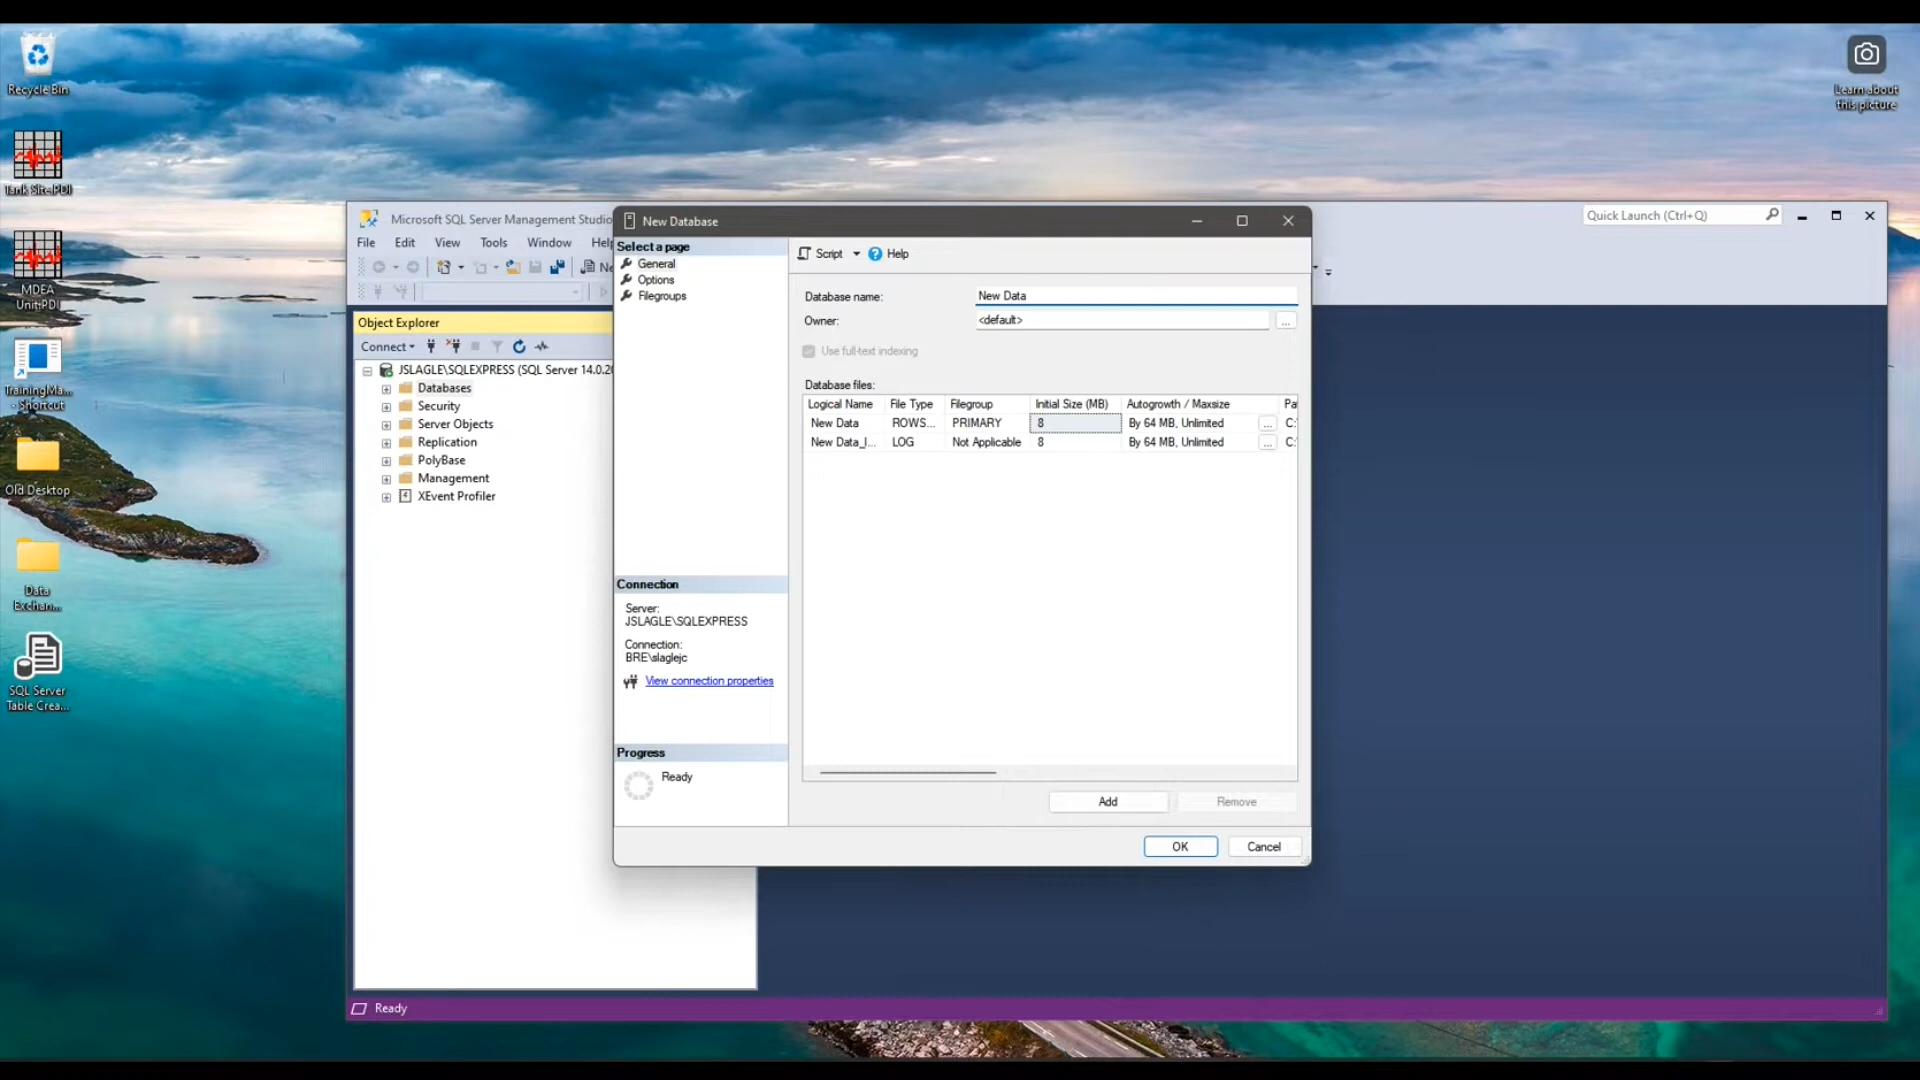 Recycle Bin
Tank Site.PDI
MDEA
Unit.PDI
TrainingMa...
- Shortcut
Old Desktop
Data
Exchan...
SQL Server
Table Crea...
Learn about
this picture
Microsoft SQL Server Management Studio
Quick Launch (Ctrl+Q)
File Edit View Tools Window Help
Ne
Object Explorer
Connect
JSLAGLE\SQLEXPRESS (SQL Server 14.0.20
Databases
Security
Server Objects
Replication
PolyBase
Management
XEvent Profiler
Ready
New Database
Select a page
General
Options
Filegroups
Connection
Server:
JSLAGLE\SQLEXPRESS
Connection:
BRE\slaglejc
View connection properties
Progress
Ready
Script Help
Database name: New Data
Owner: <default> ...
Use full-text indexing
Database files:
Logical Name File Type Filegroup Initial Size (MB) Autogrowth / Maxsize Pa
New Data ROWS... PRIMARY 8 By 64 MB, Unlimited ... C:
New Data_l... LOG Not Applicable 8 By 64 MB, Unlimited ... C:
Add Remove
OK Cancel